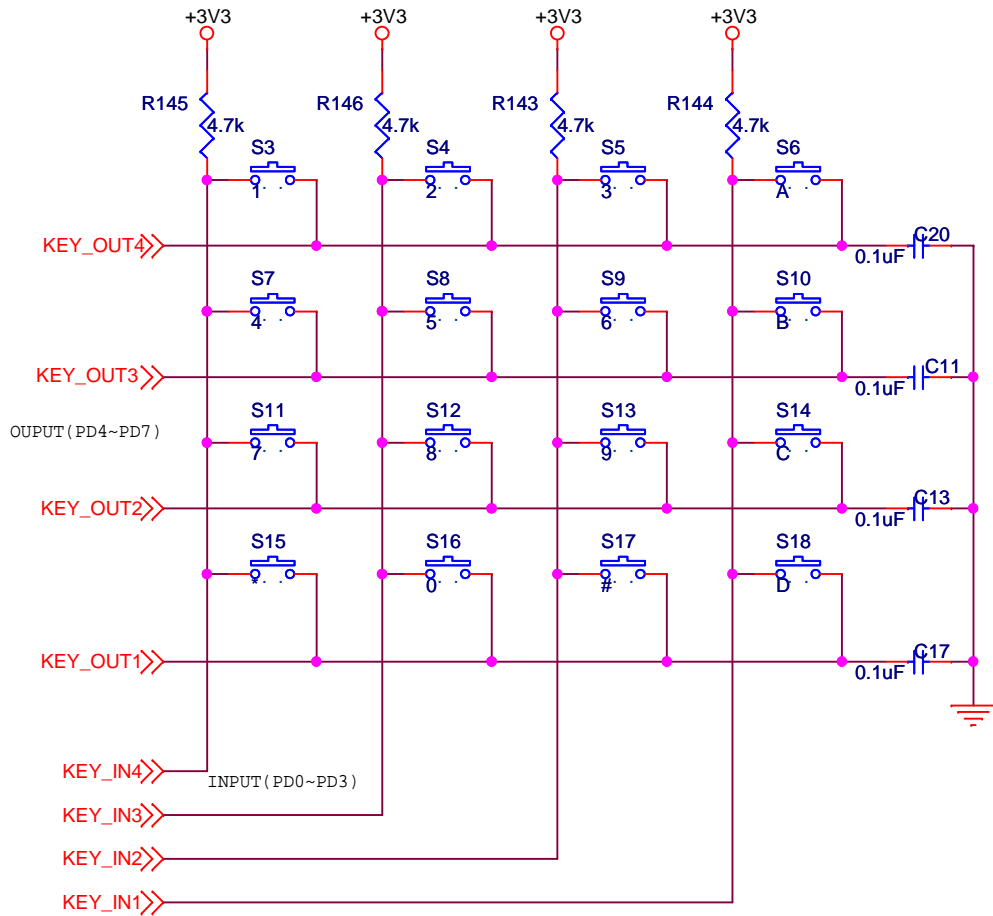 +3V3 +3V3 +3V3 +3V3
R145 R146 R143 R144
4.7k 4.7k 4.7k 4.7k
S3 S4 S5 S6
1 2 3 A
KEY_OUT4 C20
0.1uF
S7 S8 S9 S10
4 5 6 B
KEY_OUT3 C11
0.1uF
S11 S12 S13 S14
OUPUT(PD4~PD7)
7 8 9 C
KEY_OUT2 C13
0.1uF
S15 S16 S17 S18
* 0 # D
KEY_OUT1 C17
0.1uF
KEY_IN4
INPUT(PD0~PD3)
KEY_IN3
KEY_IN2
KEY_IN1